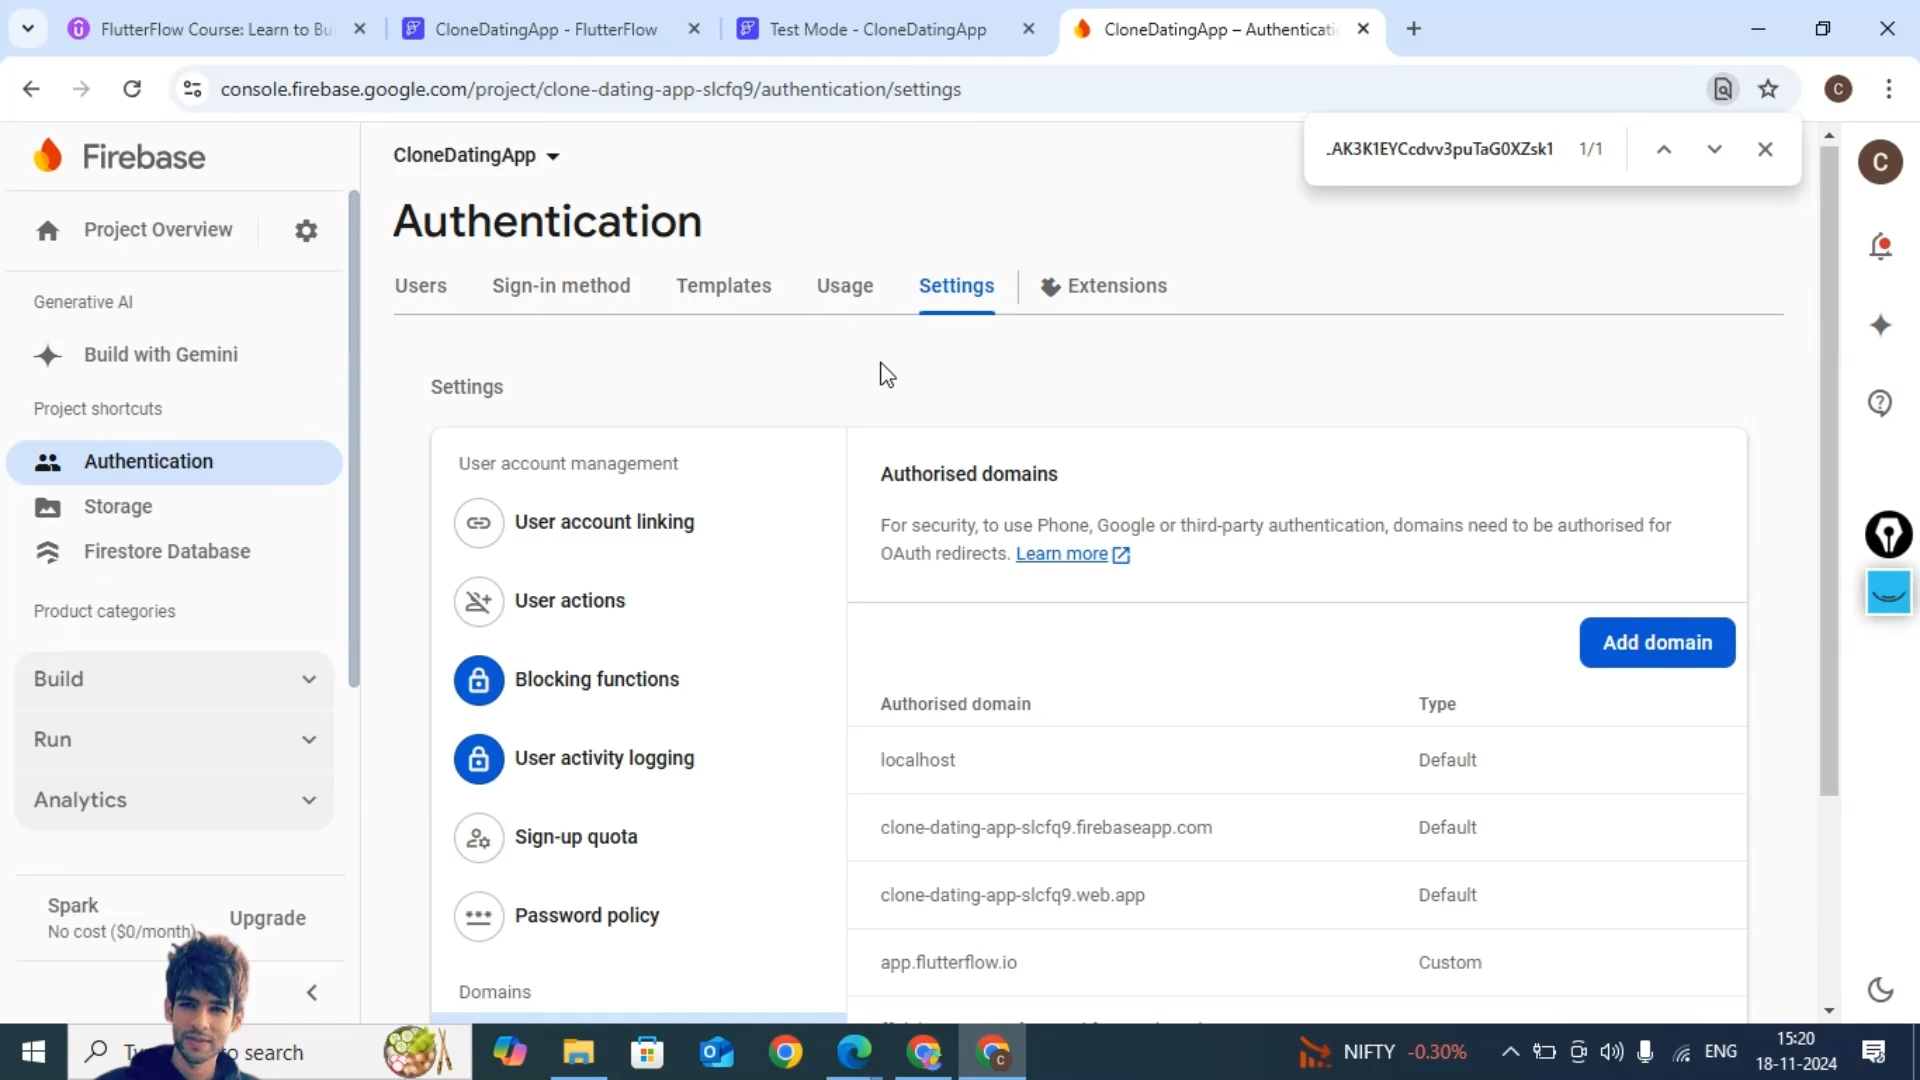 FlutterFlow Course: Learn to Bu
CloneDatingApp - FlutterFlow
Test Mode - CloneDatingApp
CloneDatingApp – Authenticati
console.firebase.google.com/project/clone-dating-app-slcfq9/authentication/settings
C
.AK3K1EYCcdvv3puTaG0XZsk1
1/1
Firebase
CloneDatingApp
C
Authentication
Project Overview
Users
Sign-in method
Templates
Usage
Settings
Extensions
Generative AI
Build with Gemini
Project shortcuts
Authentication
Storage
Firestore Database
Product categories
Build
Run
Analytics
Spark
No cost ($0/month)
Upgrade
Settings
User account management
User account linking
User actions
Blocking functions
User activity logging
Sign-up quota
Password policy
Domains
Authorised domains
For security, to use Phone, Google or third-party authentication, domains need to be authorised for
OAuth redirects. Learn more
Add domain
Authorised domain
Type
localhost
Default
clone-dating-app-slcfq9.firebaseapp.com
Default
clone-dating-app-slcfq9.web.app
Default
app.flutterflow.io
Custom
search
NIFTY -0.30%
ENG
15:20
18-11-2024